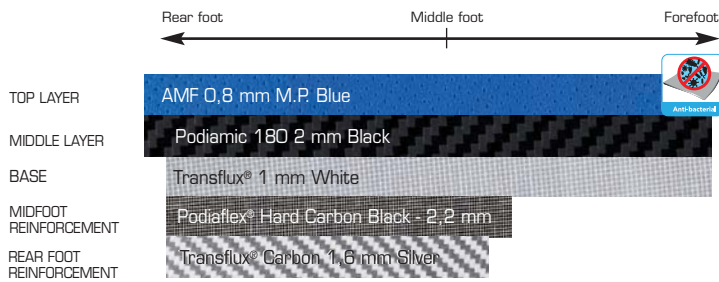 Rear foot Middle foot Forefoot
Anti-bacterial
TOP LAYER AMF 0,8 mm M.P. Blue
MIDDLE LAYER Podiamic 180 2 mm Black
BASE Transflux® 1 mm White
MIDFOOT
REINFORCEMENT Podiaflex® Hard Carbon Black - 2,2 mm
REAR FOOT
REINFORCEMENT Transflux® Carbon 1,6 mm Silver